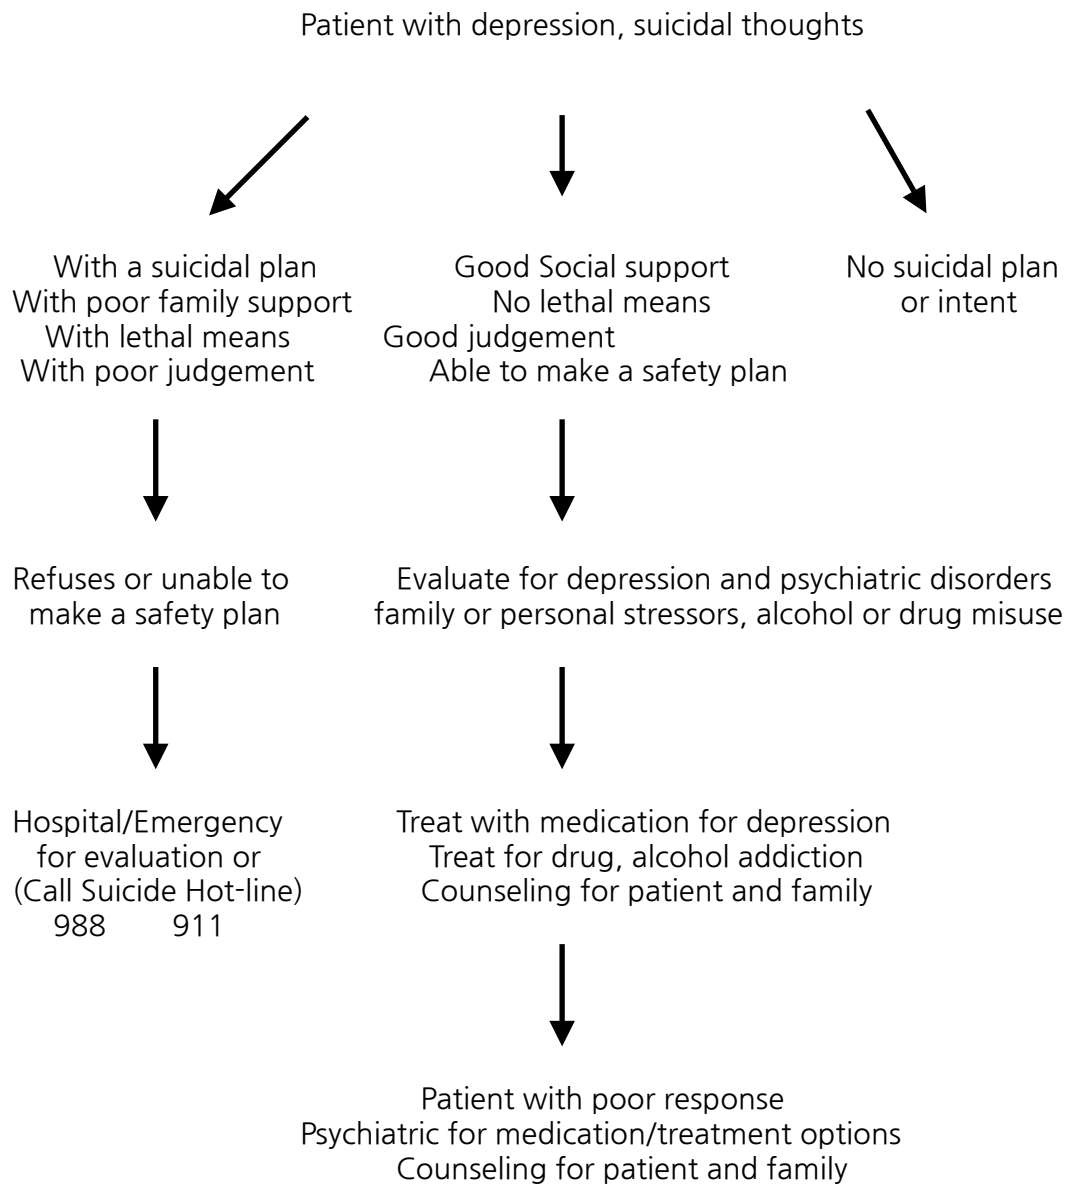 Patient with depression, suicidal thoughts
With a suicidal plan
With poor family support
With lethal means
With poor judgement
Good Social support
No lethal means
Good judgement
Able to make a safety plan
No suicidal plan
or intent
Refuses or unable to
make a safety plan
Evaluate for depression and psychiatric disorders
family or personal stressors, alcohol or drug misuse
Hospital/Emergency
for evaluation or
(Call Suicide Hot-line)
988 911
Treat with medication for depression
Treat for drug, alcohol addiction
Counseling for patient and family
Patient with poor response
Psychiatric for medication/treatment options
Counseling for patient and family